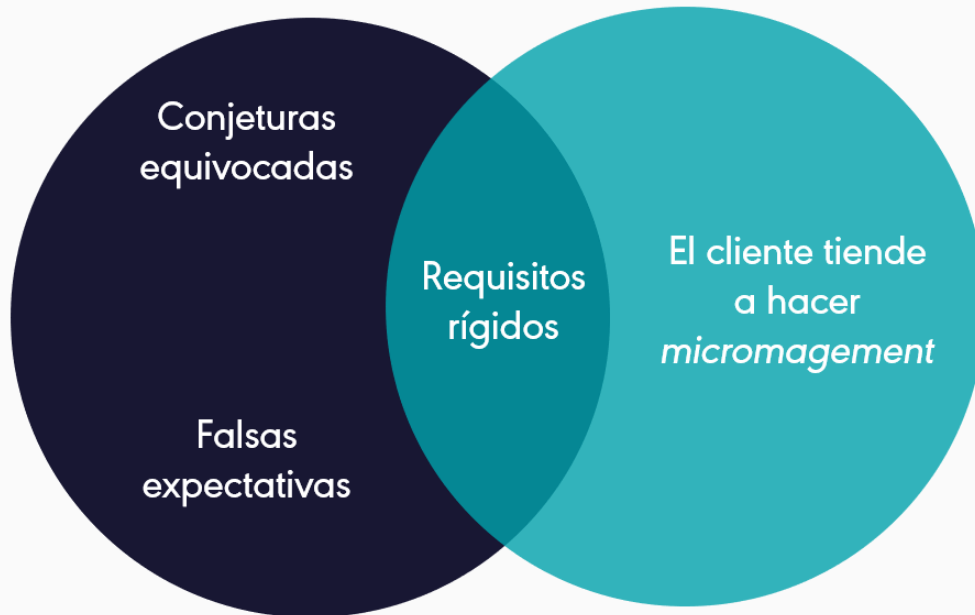 Conjeturas
equivocadas
Falsas
expectativas
Requisitos
rígidos
El cliente tiende
a hacer
micromagement